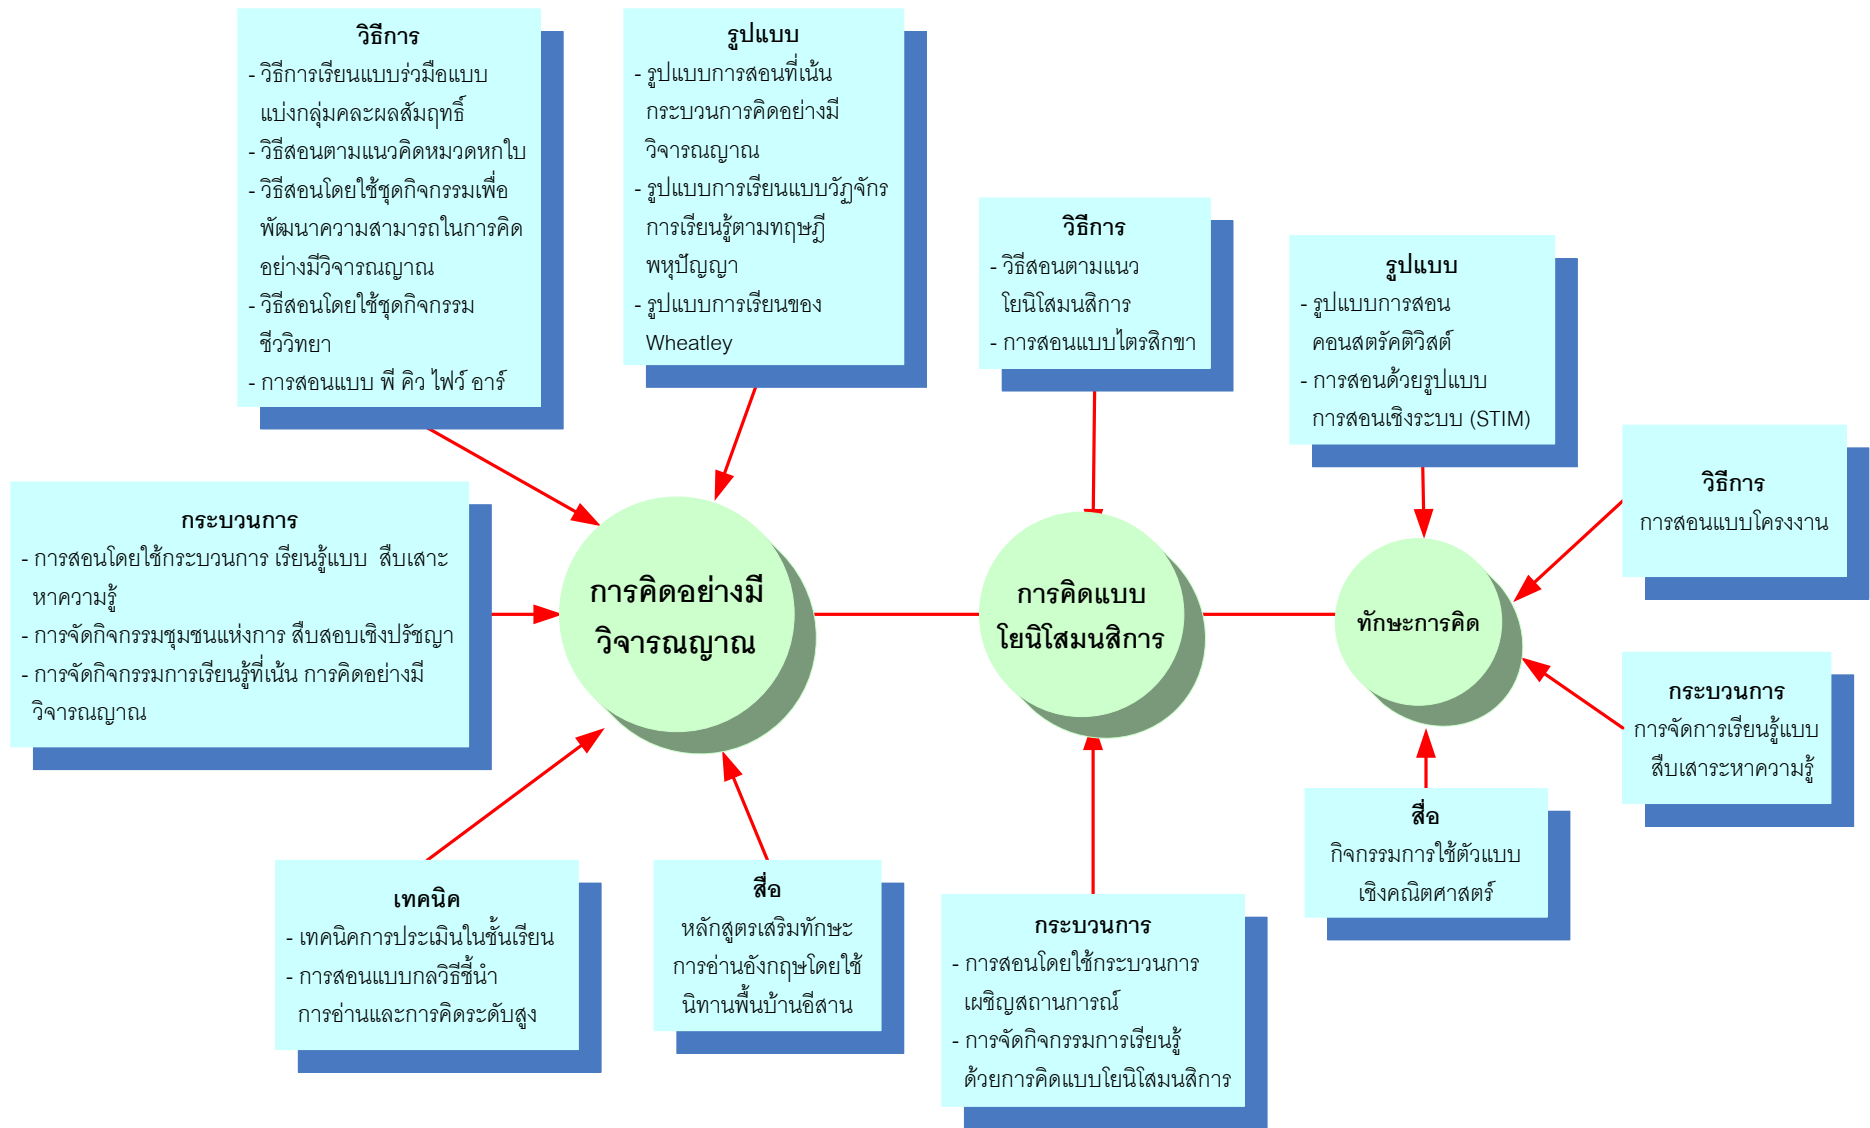 วิธีการ
- วิธีการเรียนแบบร่วมือแบบ
แบ่งกลุ่มคละผลสัมฤทธิ์
- วิธีสอนตามแนวคิดหมวดหกใบ
- วิธีสอนโดยใช้ชุดกิจกรรมเพื่อ
พัฒนาความสามารถในการคิด
อย่างมีวิจารณญาณ
- วิธีสอนโดยใช้ชุดกิจกรรม
ชีววิทยา
- การสอนแบบ พี คิว ไฟว์ อาร์
รูปแบบ
- รูปแบบการสอนที่เน้น
กระบวนการคิดอย่างมี
วิจารณญาณ
- รูปแบบการเรียนแบบวัฏจักร
การเรียนรู้ตามทฤษฎี
พหุปัญญา
- รูปแบบการเรียนของ
Wheatley
วิธีการ
- วิธีสอนตามแนว
โยนิโสมนสิการ
- การสอนแบบไตรสิกขา
รูปแบบ
- รูปแบบการสอน
คอนสตรัคติวิสต์
- การสอนด้วยรูปแบบ
การสอนเชิงระบบ (STIM)
วิธีการ
การสอนแบบโครงงาน
กระบวนการ
- การสอนโดยใช้กระบวนการ เรียนรู้แบบ สืบเสาะ
หาความรู้
- การจัดกิจกรรมชุมชนแห่งการ สืบสอบเชิงปรัชญา
- การจัดกิจกรรมการเรียนรู้ที่เน้น การคิดอย่างมี
วิจารณญาณ
การคิดอย่างมี
วิจารณญาณ
การคิดแบบ
โยนิโสมนสิการ
ทักษะการคิด
กระบวนการ
การจัดการเรียนรู้แบบ
สืบเสาระหาความรู้
เทคนิค
- เทคนิคการประเมินในชั้นเรียน
- การสอนแบบกลวิธีชี้นำ
การอ่านและการคิดระดับสูง
สื่อ
หลักสูตรเสริมทักษะ
การอ่านอังกฤษโดยใช้
นิทานพื้นบ้านอีสาน
กระบวนการ
- การสอนโดยใช้กระบวนการ
เผชิญสถานการณ์
- การจัดกิจกรรมการเรียนรู้
ด้วยการคิดแบบโยนิโสมนสิการ
สื่อ
กิจกรรมการใช้ตัวแบบ
เชิงคณิตศาสตร์